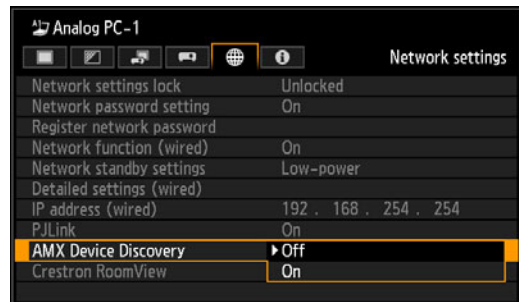 Analog PC-1
Network settings
Network settings lock Unlocked
Network password setting On
Register network password
Network function (wired) On
Network standby settings Low-power
Detailed settings (wired)
IP address (wired) 192 . 168 . 254 . 254
PJLink On
AMX Device Discovery Off
Crestron RoomView On